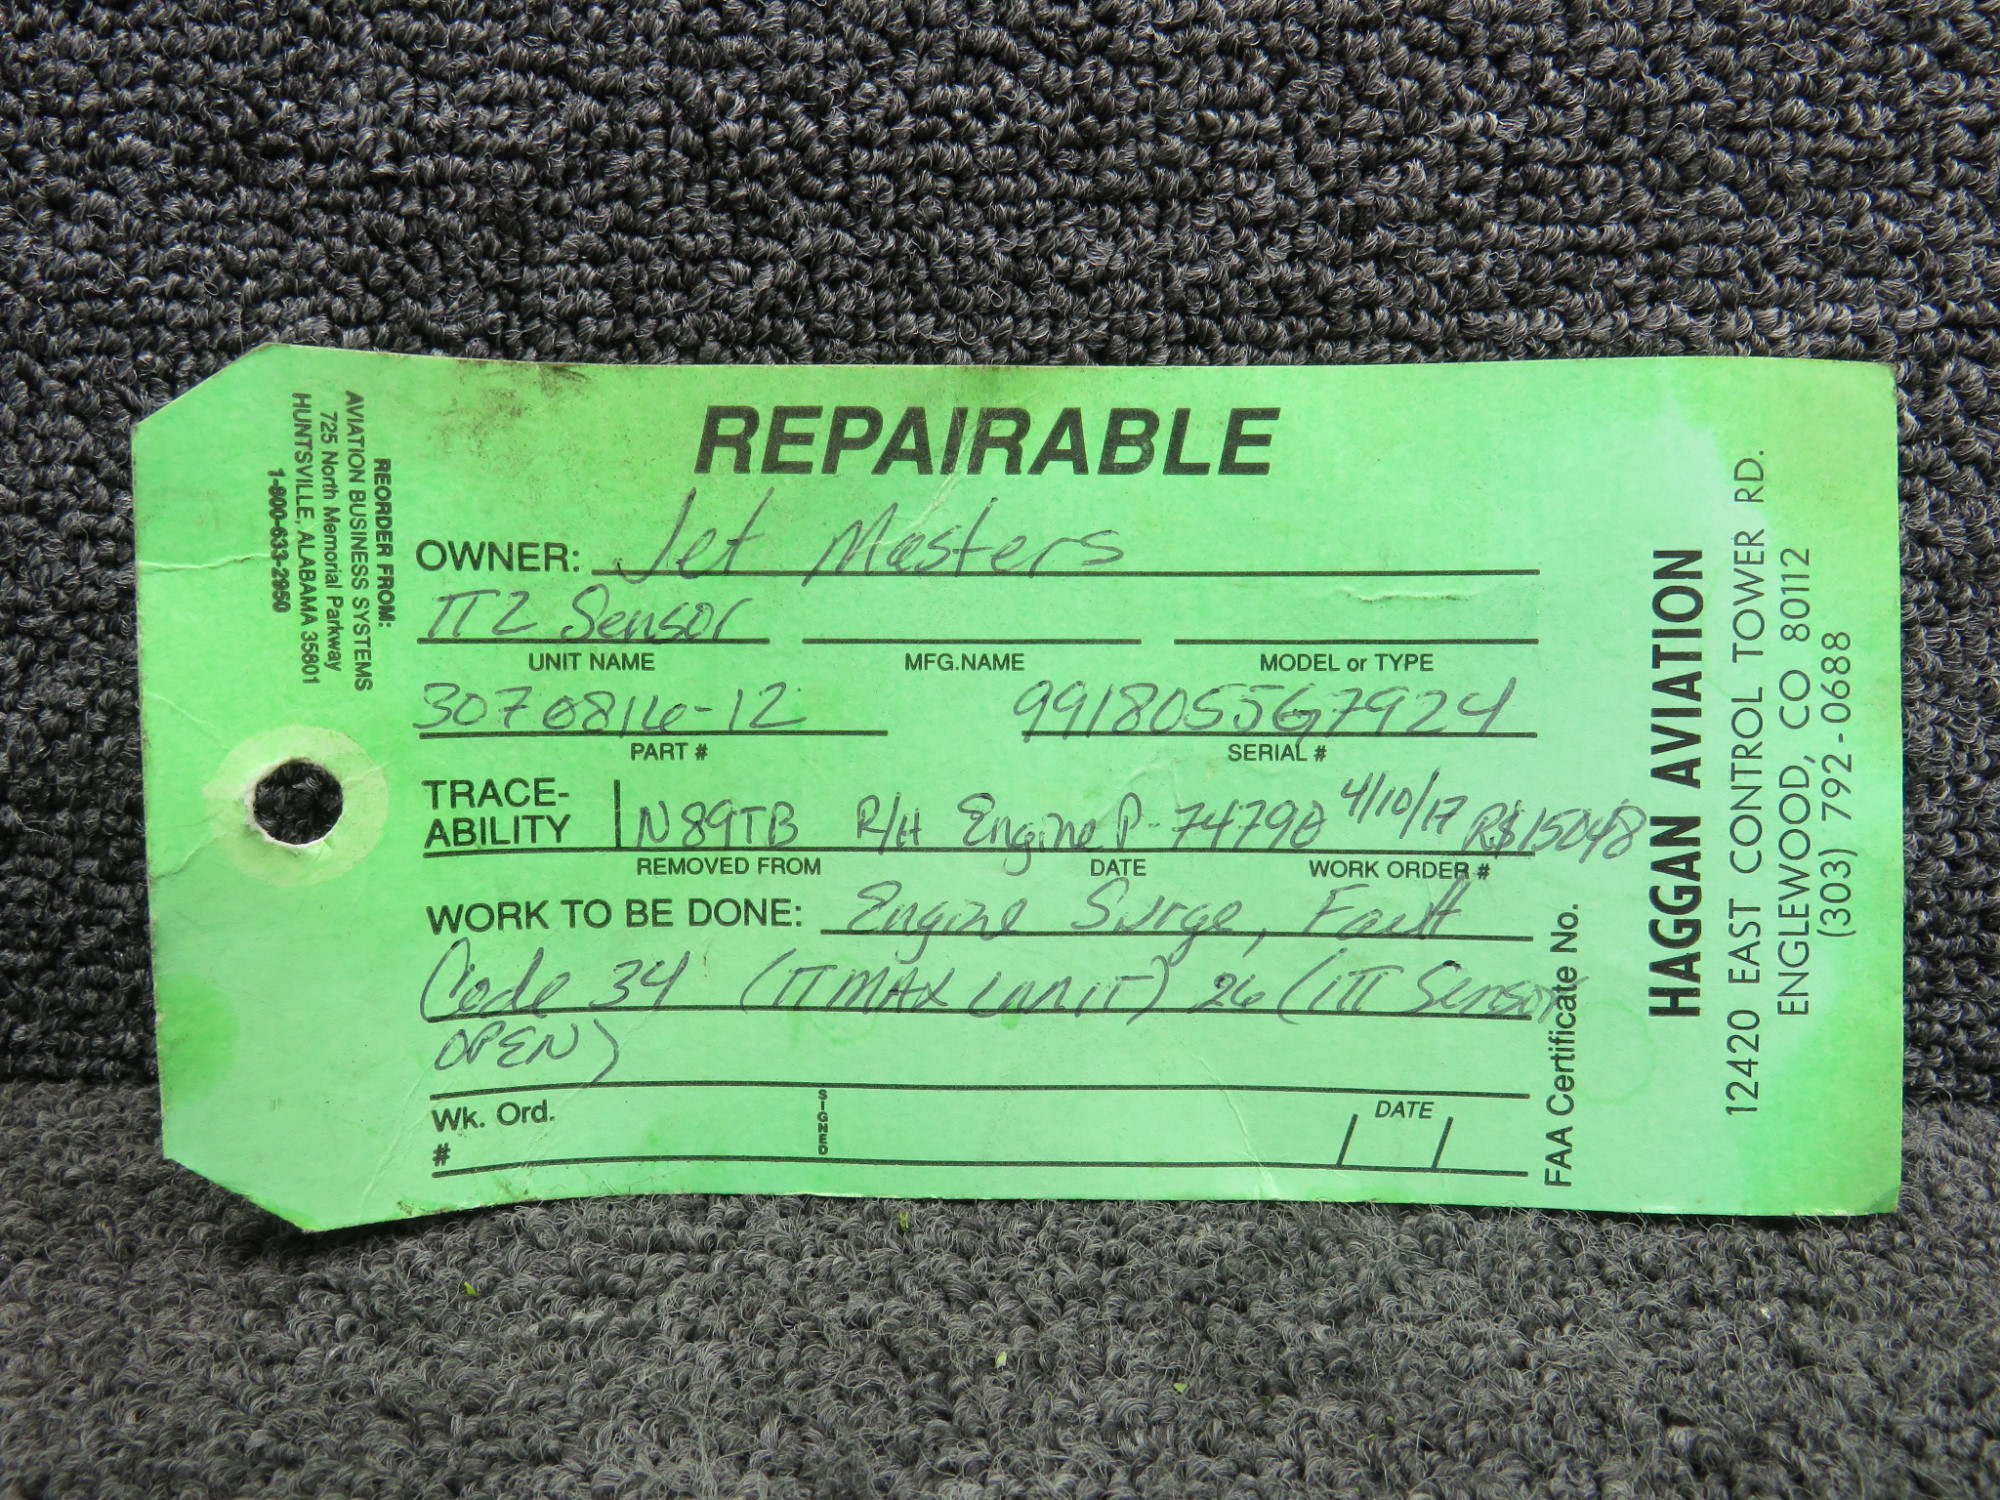 REPAIRABLE
OWNER: Jet Masters
TT2 Sensor
UNIT NAME MFG.NAME MODEL or TYPE
3070816-12 9918055G7924
PART # SERIAL #
TRACE-
ABILITY N89TB R/H Engine P-74790 4/10/17 15048
REMOVED FROM DATE WORK ORDER #
WORK TO BE DONE: Engine Surge, Fault
Code 34 (TT MAX LIMIT) 26 (ITT Sensor
OPEN)
Wk. Ord.
#
SIGNED
DATE
REORDER FROM:
AVIATION BUSINESS SYSTEMS
725 North Memorial Parkway
HUNTSVILLE, ALABAMA 35801
1-800-633-2950
FAA Certificate No.
HAGGAN AVIATION
12420 EAST CONTROL TOWER RD.
ENGLEWOOD, CO 80112
(303) 792-0688